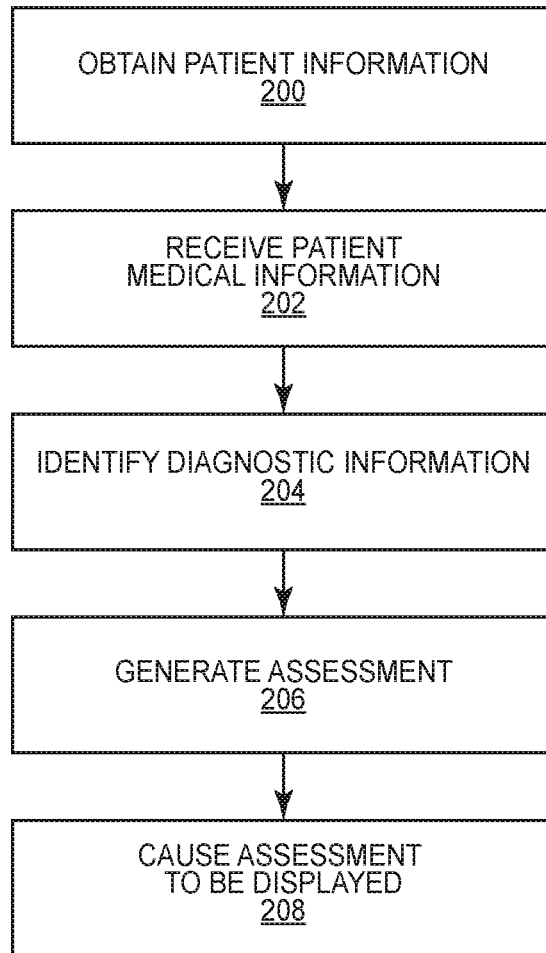 OBTAIN PATIENT INFORMATION
200
RECEIVE PATIENT
MEDICAL INFORMATION
202
IDENTIFY DIAGNOSTIC INFORMATION
204
GENERATE ASSESSMENT
206
CAUSE ASSESSMENT
TO BE DISPLAYED
208